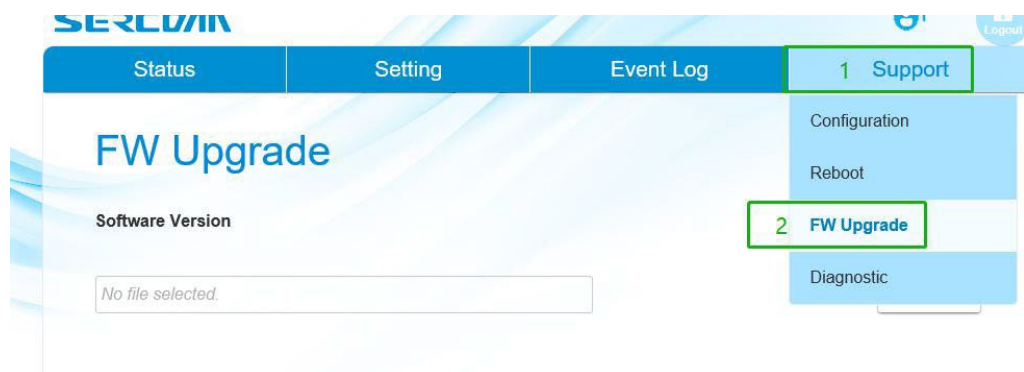 SERCOMM
Logout
Status Setting Event Log 1 Support
Configuration
FW Upgrade
Reboot
Software Version
2 FW Upgrade
Diagnostic
No file selected.